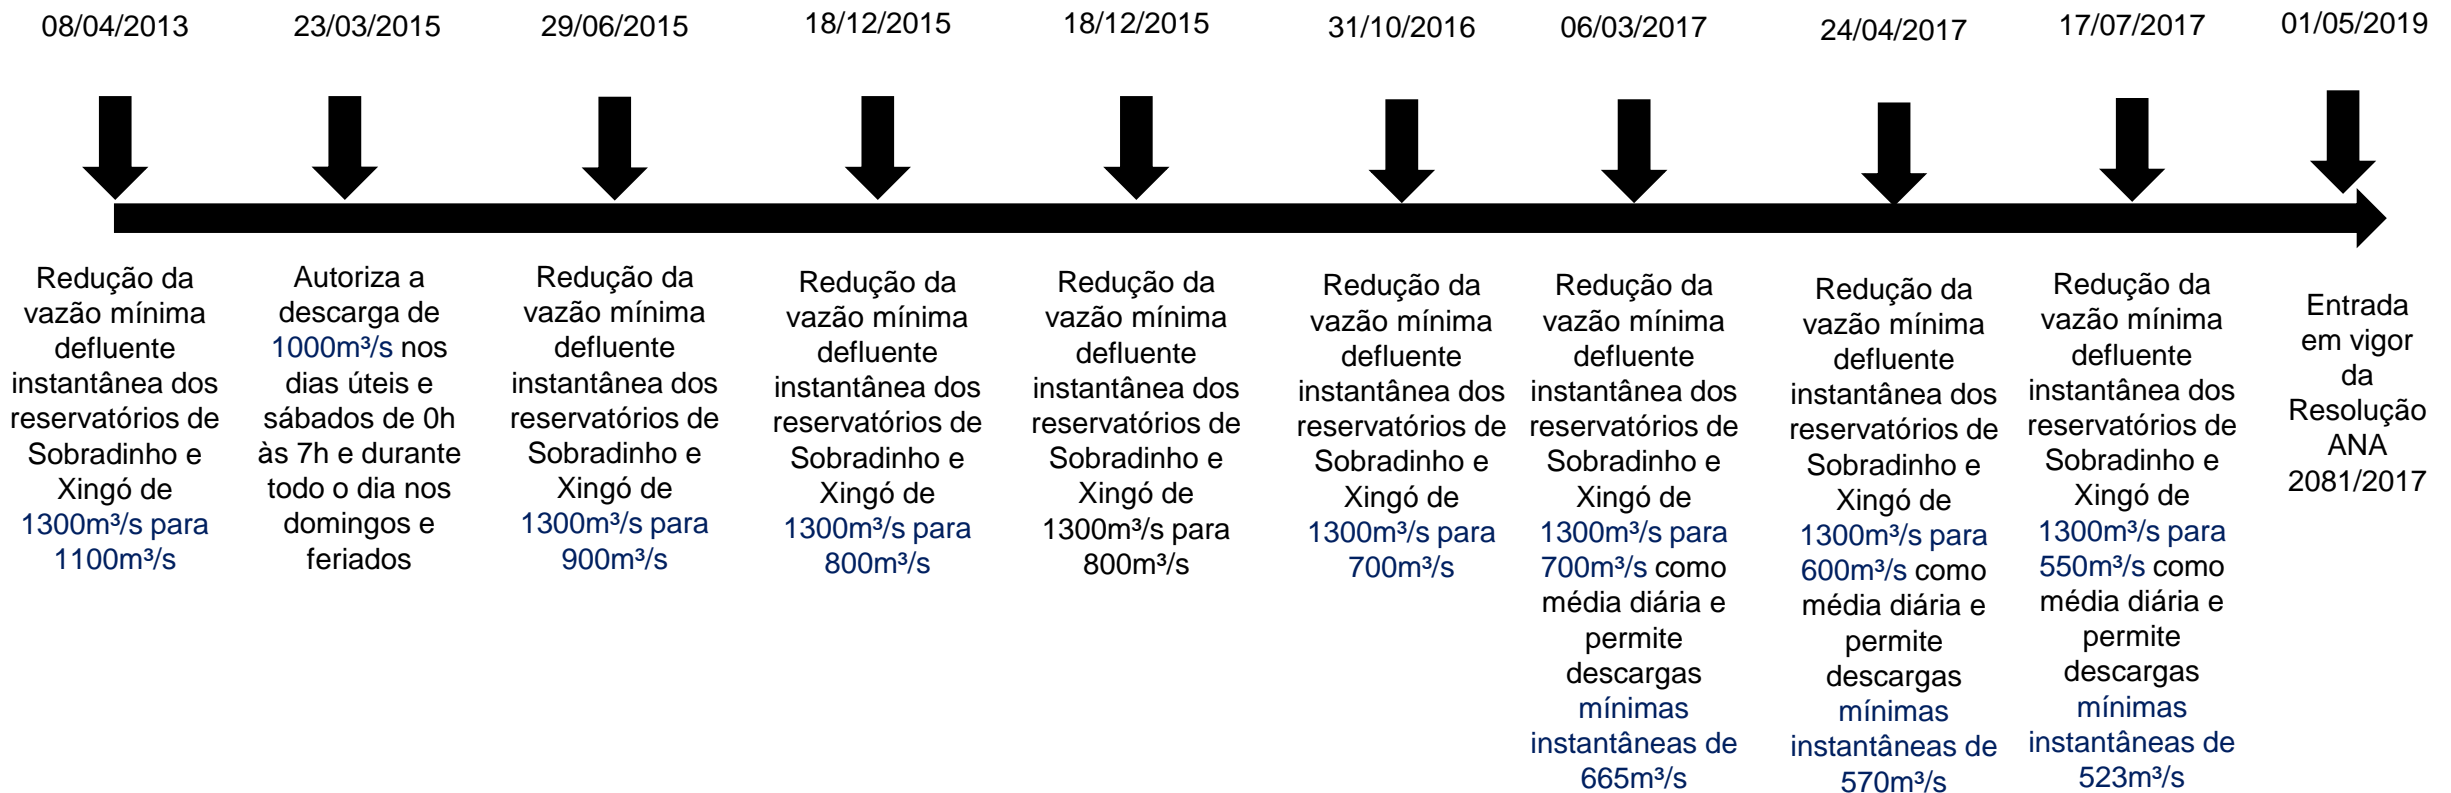 08/04/2013
23/03/2015
29/06/2015
18/12/2015
18/12/2015
31/10/2016
06/03/2017
24/04/2017
17/07/2017
01/05/2019
Redução da
vazão mínima
defluente
instantânea dos
reservatórios de
Sobradinho e
Xingó de
1300m³/s para
1100m³/s
Autoriza a
descarga de
1000m³/s nos
dias úteis e
sábados de 0h
às 7h e durante
todo o dia nos
domingos e
feriados
Redução da
vazão mínima
defluente
instantânea dos
reservatórios de
Sobradinho e
Xingó de
1300m³/s para
900m³/s
Redução da
vazão mínima
defluente
instantânea dos
reservatórios de
Sobradinho e
Xingó de
1300m³/s para
800m³/s
Redução da
vazão mínima
defluente
instantânea dos
reservatórios de
Sobradinho e
Xingó de
1300m³/s para
800m³/s
Redução da
vazão mínima
defluente
instantânea dos
reservatórios de
Sobradinho e
Xingó de
1300m³/s para
700m³/s
Redução da
vazão mínima
defluente
instantânea dos
reservatórios de
Sobradinho e
Xingó de
1300m³/s para
700m³/s como
média diária e
permite
descargas
mínimas
instantâneas de
665m³/s
Redução da
vazão mínima
defluente
instantânea dos
reservatórios de
Sobradinho e
Xingó de
1300m³/s para
600m³/s como
média diária e
permite
descargas
mínimas
instantâneas de
570m³/s
Redução da
vazão mínima
defluente
instantânea dos
reservatórios de
Sobradinho e
Xingó de
1300m³/s para
550m³/s como
média diária e
permite
descargas
mínimas
instantâneas de
523m³/s
Entrada
em vigor
da
Resolução
ANA
2081/2017